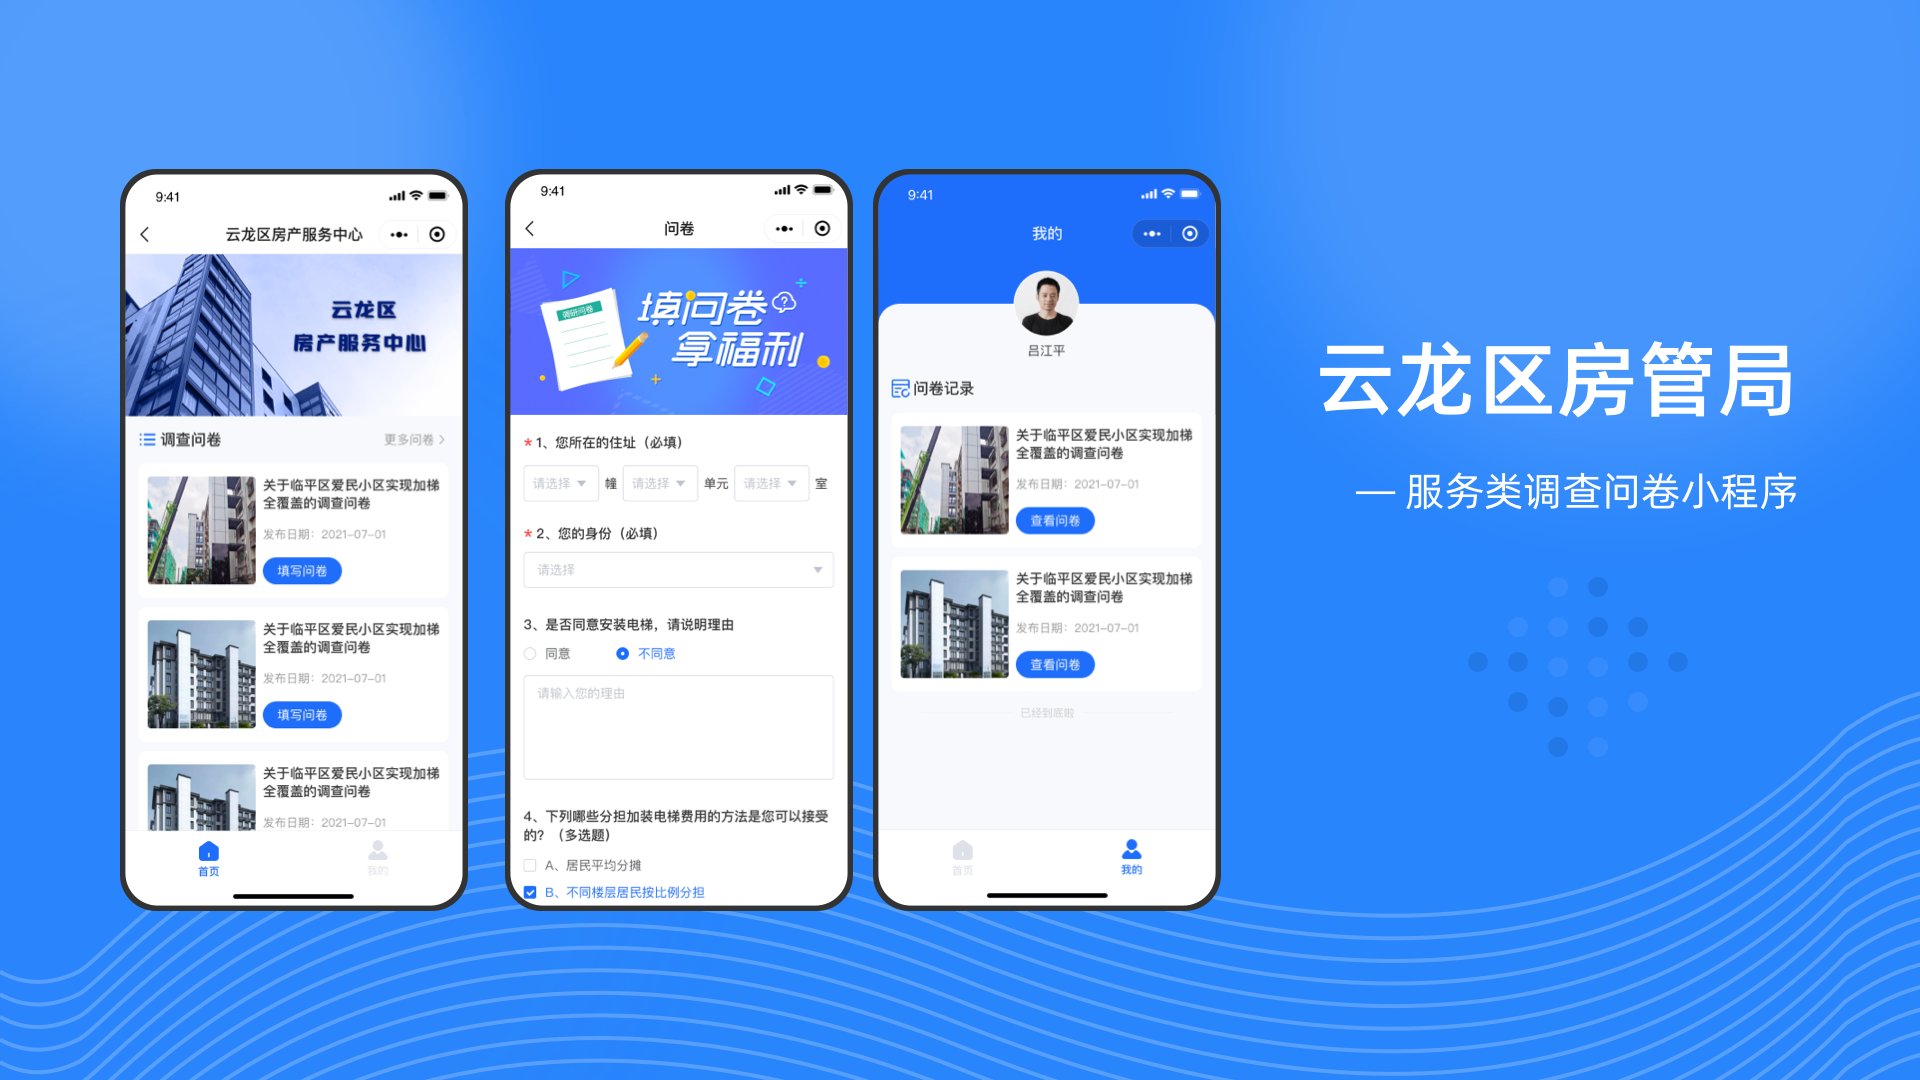 9:41
云龙区房产服务中心
云龙区
房产服务中心
调查问卷
更多问卷
关于临平区爱民小区实现加梯
全覆盖的调查问卷
发布日期：2021-07-01
填写问卷
关于临平区爱民小区实现加梯
全覆盖的调查问卷
发布日期：2021-07-01
填写问卷
关于临平区爱民小区实现加梯
全覆盖的调查问卷
发布日期：2021-07-01
首页
我的
9:41
问卷
调研问卷
填问卷
拿福利
* 1、您所在的住址（必填）
请选择 幢 请选择 单元 请选择 室
* 2、您的身份（必填）
请选择
3、是否同意安装电梯，请说明理由
同意 不同意
请输入您的理由
4、下列哪些分担加装电梯费用的方法是您可以接受
的？（多选题）
A、居民平均分摊
B、不同楼层居民按比例分担
9:41
我的
吕江平
问卷记录
关于临平区爱民小区实现加梯
全覆盖的调查问卷
发布日期：2021-07-01
查看问卷
关于临平区爱民小区实现加梯
全覆盖的调查问卷
发布日期：2021-07-01
查看问卷
已经到底啦
首页
我的
云龙区房管局
— 服务类调查问卷小程序